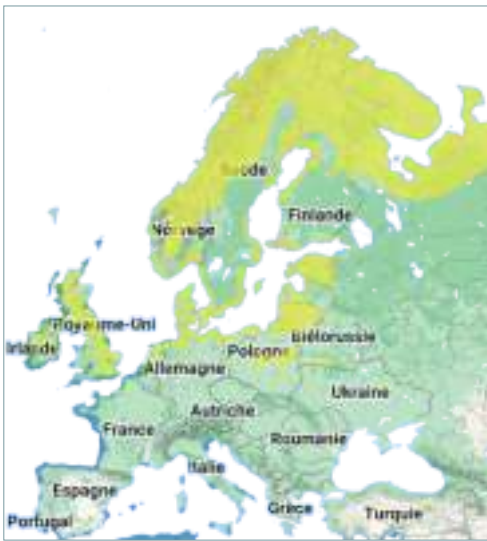 Suède
Finlande
Norvège
Royaume-Uni
Irlande
Biélorussie
Pologne
Allemagne
Ukraine
Autriche
France
Roumanie
Italie
Espagne
Grèce
Portugal
Turquie